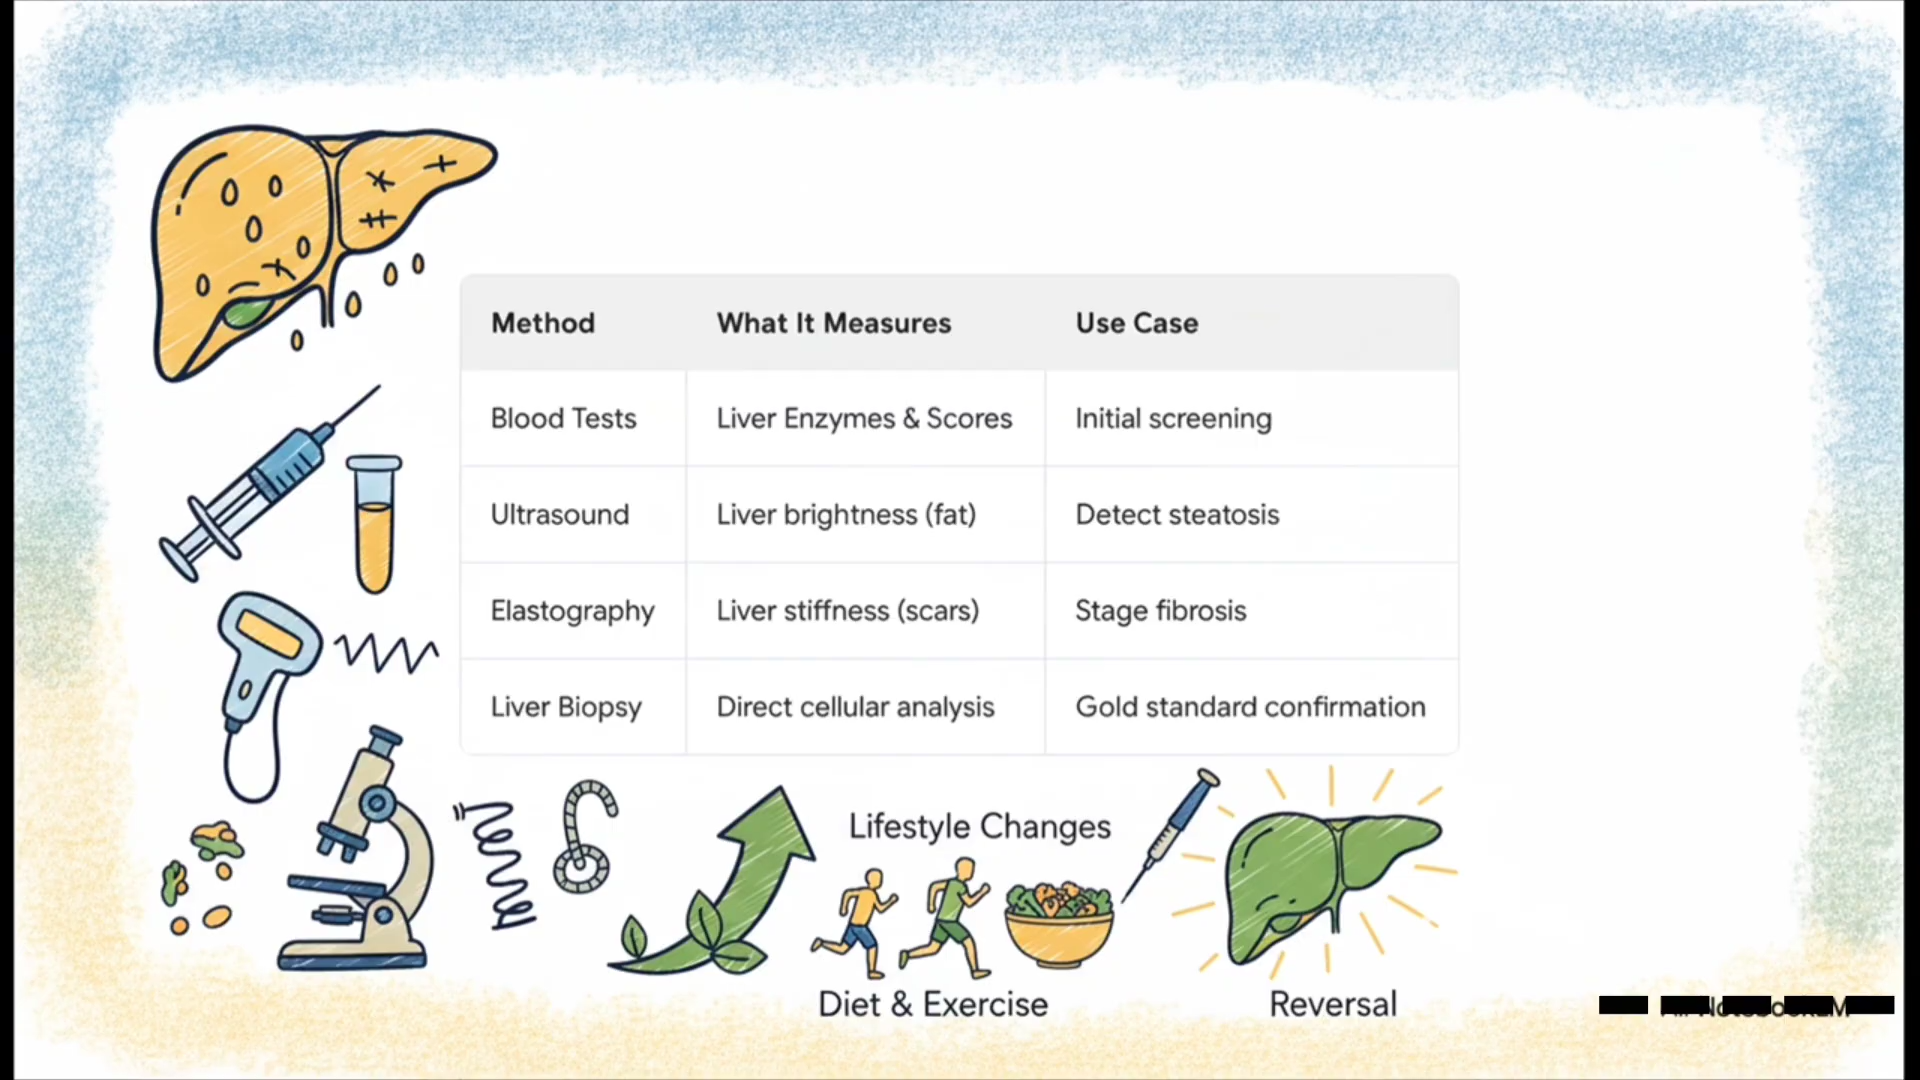 Method What It Measures Use Case
Blood Tests Liver Enzymes & Scores Initial screening
Ultrasound Liver brightness (fat) Detect steatosis
Elastography Liver stiffness (scars) Stage fibrosis
Liver Biopsy Direct cellular analysis Gold standard confirmation
Lifestyle Changes
Diet & Exercise
Reversal